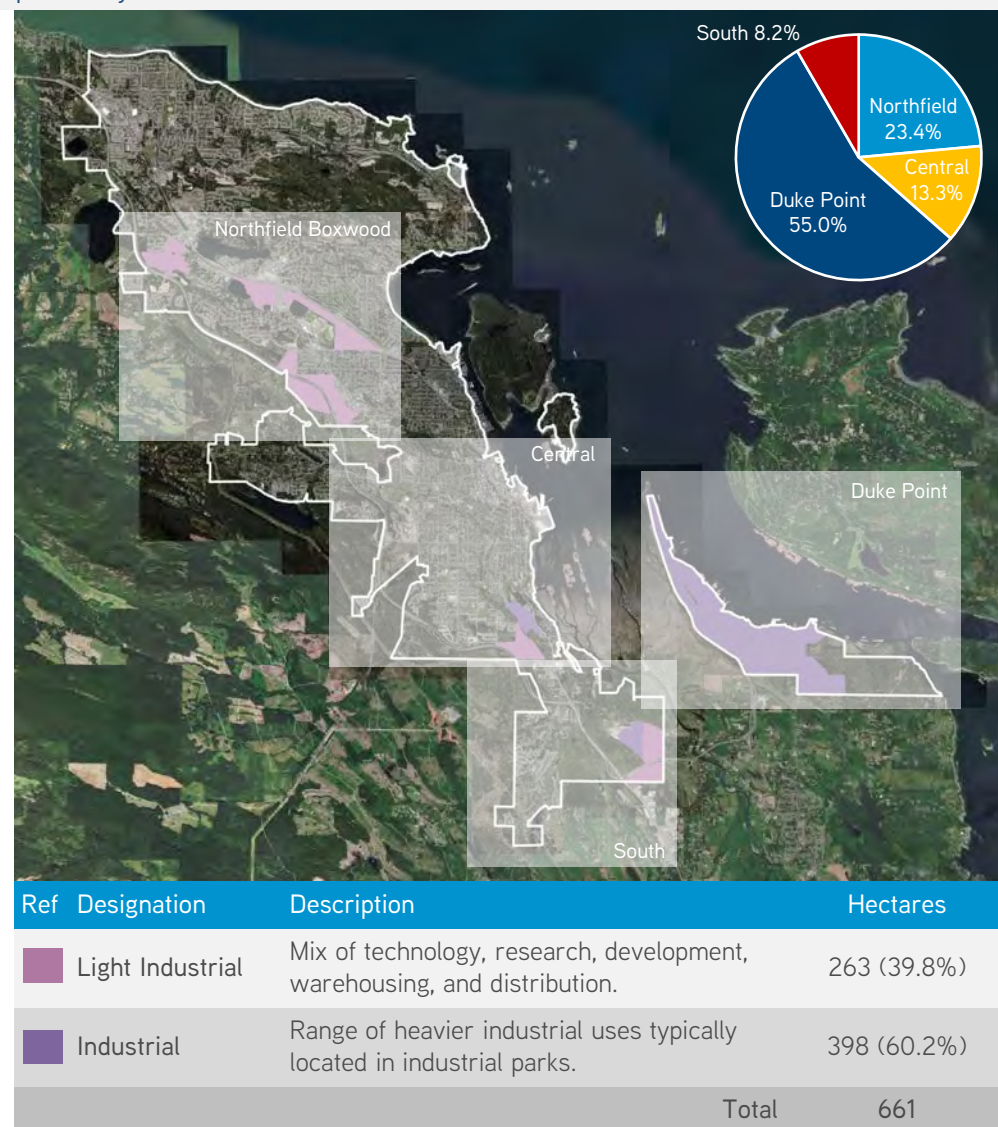 South 8.2%
Northfield
23.4%
Central
13.3%
Duke Point
55.0%
Northfield Boxwood
Central
Duke Point
South
Ref Designation Description Hectares
Light Industrial Mix of technology, research, development, warehousing, and distribution. 263 (39.8%)
Industrial Range of heavier industrial uses typically located in industrial parks. 398 (60.2%)
Total 661